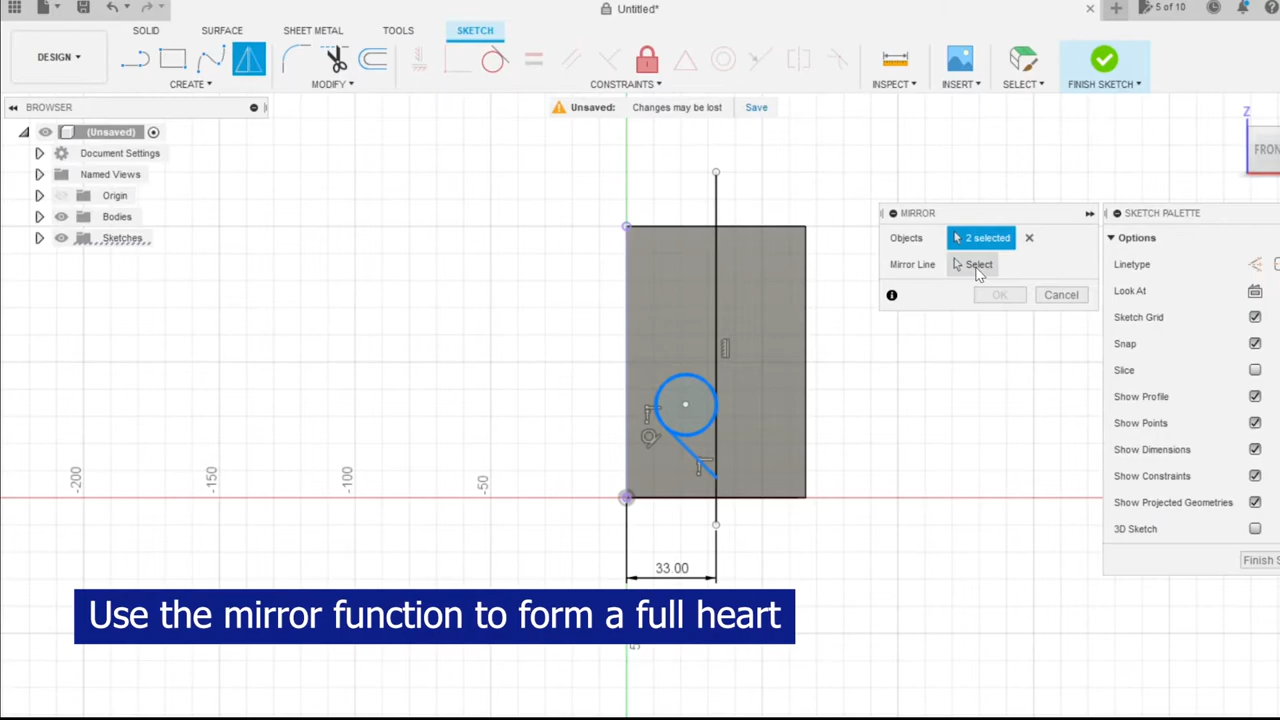 Untitled*
5 of 10
SOLID
SURFACE
SHEET METAL
TOOLS
SKETCH
DESIGN
CREATE
MODIFY
CONSTRAINTS
INSPECT
INSERT
SELECT
FINISH SKETCH
BROWSER
Unsaved: Changes may be lost Save
(Unsaved)
Document Settings
Named Views
Origin
Bodies
Sketches
Z
FRON
MIRROR
Objects 2 selected
Mirror Line Select
OK Cancel
SKETCH PALETTE
Options
Linetype
Look At
Sketch Grid
Snap
Slice
Show Profile
Show Points
Show Dimensions
Show Constraints
Show Projected Geometries
3D Sketch
Finish S
-200
-150
-100
-50
33.00
Use the mirror function to form a full heart